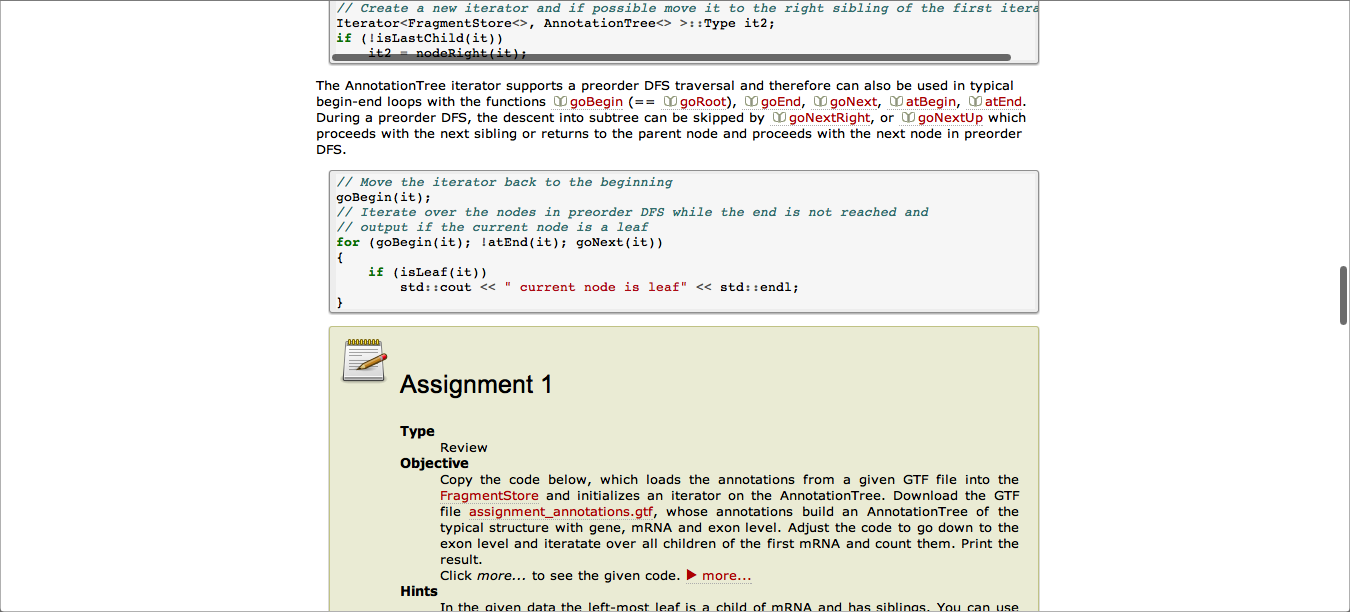 // Create a new iterator and if possible move it to the right sibling of the first itera
Iterator<FragmentStore<>, AnnotationTree<> >::Type it2;
if (!isLastChild(it))
    it2 = nodeRight(it);
The AnnotationTree iterator supports a preorder DFS traversal and therefore can also be used in typical
begin-end loops with the functions goBegin (== goRoot), goEnd, goNext, atBegin, atEnd.
During a preorder DFS, the descent into subtree can be skipped by goNextRight, or goNextUp which
proceeds with the next sibling or returns to the parent node and proceeds with the next node in preorder
DFS.
// Move the iterator back to the beginning
goBegin(it);
// Iterate over the nodes in preorder DFS while the end is not reached and
// output if the current node is a leaf
for (goBegin(it); !atEnd(it); goNext(it))
{
    if (isLeaf(it))
        std::cout << " current node is leaf" << std::endl;
}
Assignment 1
Type
Review
Objective
Copy the code below, which loads the annotations from a given GTF file into the
FragmentStore and initializes an iterator on the AnnotationTree. Download the GTF
file assignment_annotations.gtf, whose annotations build an AnnotationTree of the
typical structure with gene, mRNA and exon level. Adjust the code to go down to the
exon level and iteratate over all children of the first mRNA and count them. Print the
result.
Click more... to see the given code. ▶ more...
Hints
In the given data the left-most leaf is a child of mRNA and has siblings. You can use